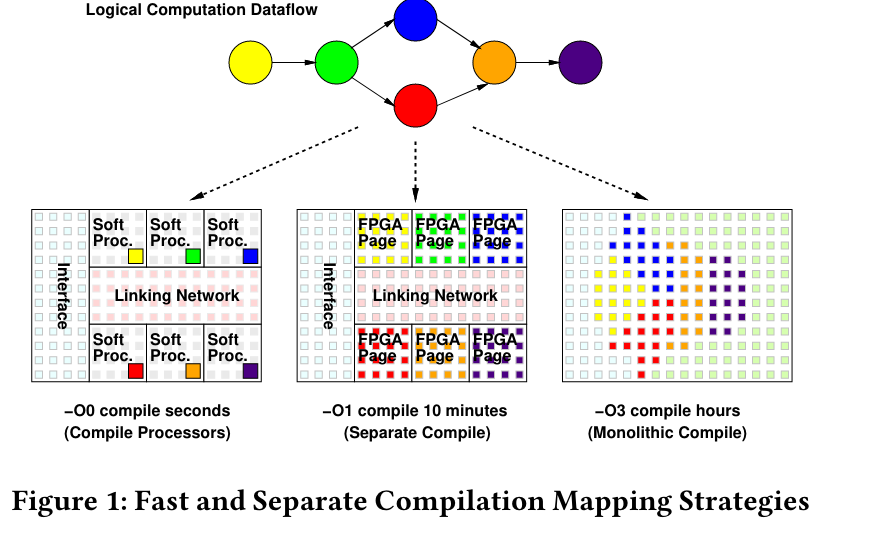 Logical Computation Dataflow
Interface
Soft Proc.
Soft Proc.
Soft Proc.
Linking Network
Soft Proc.
Soft Proc.
Soft Proc.
–O0 compile seconds
(Compile Processors)
Interface
FPGA Page
FPGA Page
FPGA Page
Linking Network
FPGA Page
FPGA Page
FPGA Page
–O1 compile 10 minutes
(Separate Compile)
–O3 compile hours
(Monolithic Compile)
Figure 1: Fast and Separate Compilation Mapping Strategies